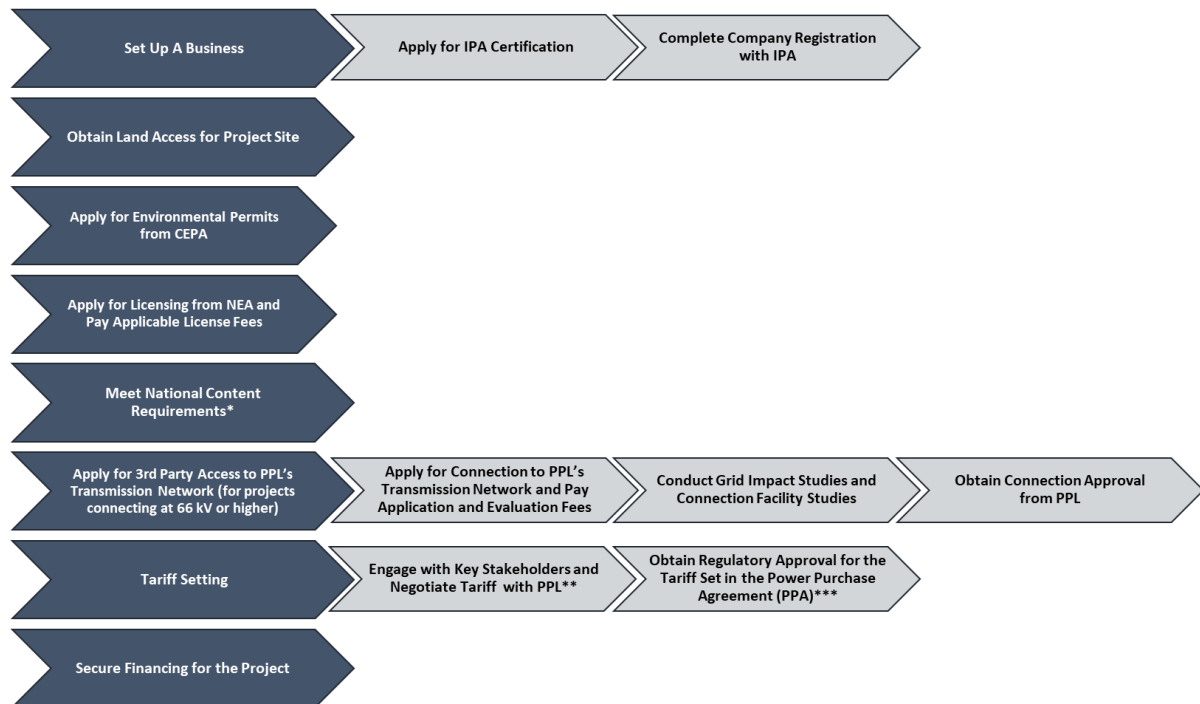 Set Up A Business
Apply for IPA Certification
Complete Company Registration
with IPA
Obtain Land Access for Project Site
Apply for Environmental Permits
from CEPA
Apply for Licensing from NEA and
Pay Applicable License Fees
Meet National Content
Requirements*
Apply for 3rd Party Access to PPL's
Transmission Network (for projects
connecting at 66 kV or higher)
Apply for Connection to PPL's
Transmission Network and Pay
Application and Evaluation Fees
Conduct Grid Impact Studies and
Connection Facility Studies
Obtain Connection Approval
from PPL
Tariff Setting
Engage with Key Stakeholders and
Negotiate Tariff with PPL**
Obtain Regulatory Approval for the
Tariff Set in the Power Purchase
Agreement (PPA)***
Secure Financing for the Project